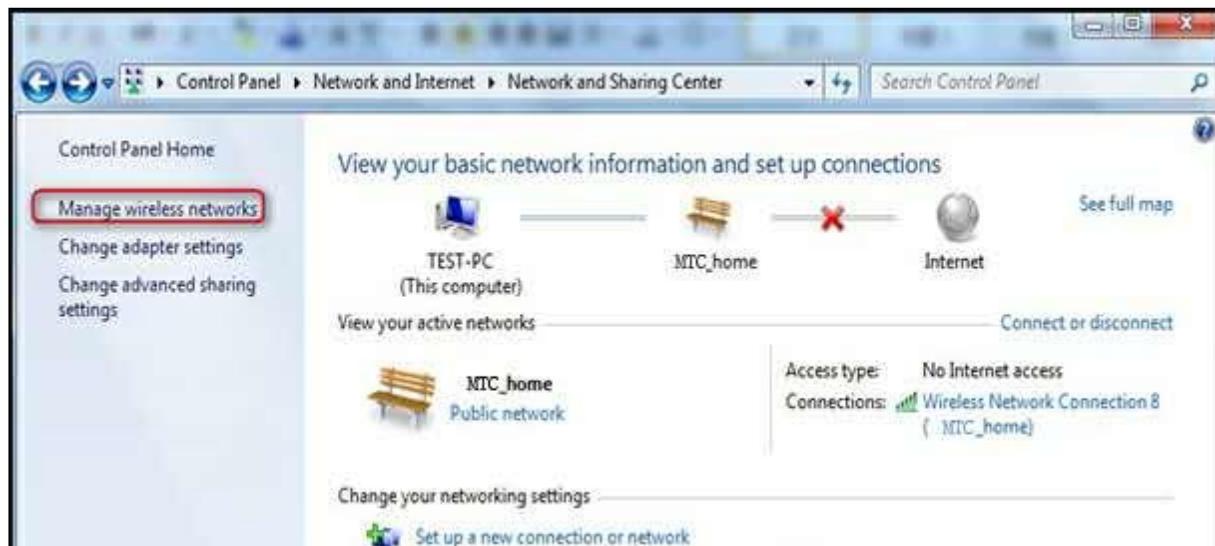 Control Panel ▸ Network and Internet ▸ Network and Sharing Center
Search Control Panel
Control Panel Home
Manage wireless networks
Change adapter settings
Change advanced sharing
settings
View your basic network information and set up connections
See full map
TEST-PC
(This computer)
MTC_home
Internet
View your active networks
Connect or disconnect
MTC_home
Public network
Access type: No Internet access
Connections: Wireless Network Connection 8
( MTC_home)
Change your networking settings
Set up a new connection or network